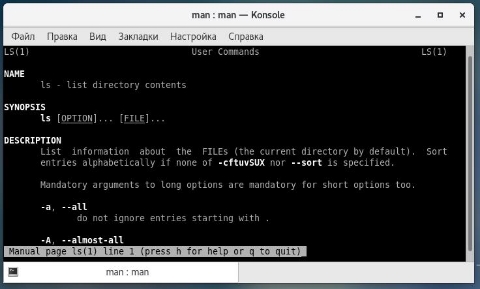 man : man — Konsole
Файл Правка Вид Закладки Настройка Справка
LS(1) User Commands LS(1)
NAME
ls - list directory contents
SYNOPSIS
ls [OPTION]... [FILE]...
DESCRIPTION
List information about the FILEs (the current directory by default). Sort
entries alphabetically if none of -cftuvSUX nor --sort is specified.
Mandatory arguments to long options are mandatory for short options too.
-a, --all
do not ignore entries starting with .
-A, --almost-all
Manual page ls(1) line 1 (press h for help or q to quit)
man : man